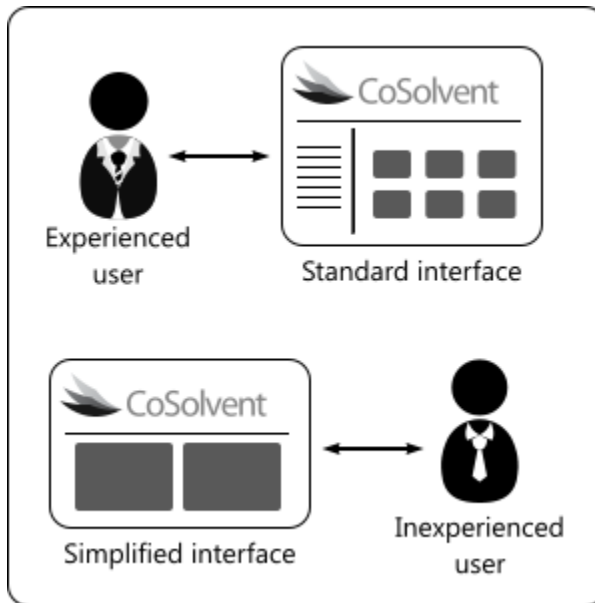 CoSolvent
Experienced
user
Standard interface
CoSolvent
Simplified interface
Inexperienced
user